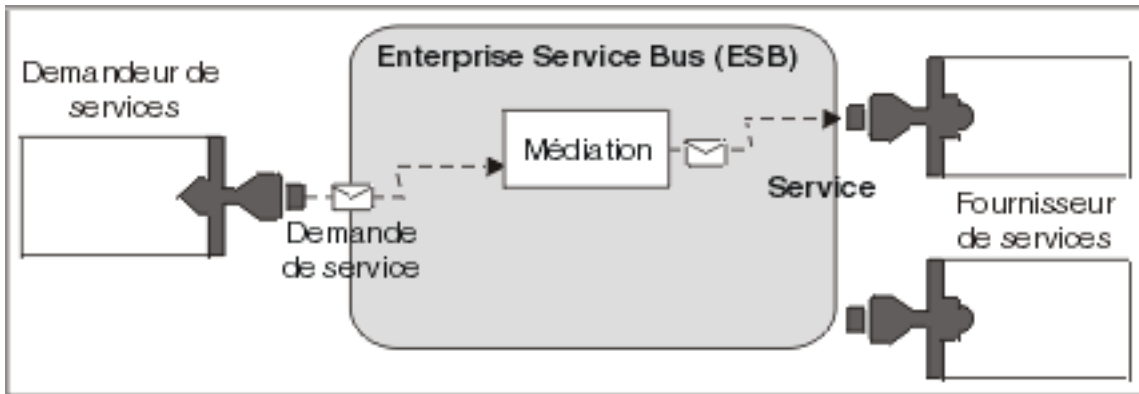 Enterprise Service Bus (ESB)
Demandeur de
services
Médiation
Service
Demande
de service
Fournisseur
de services